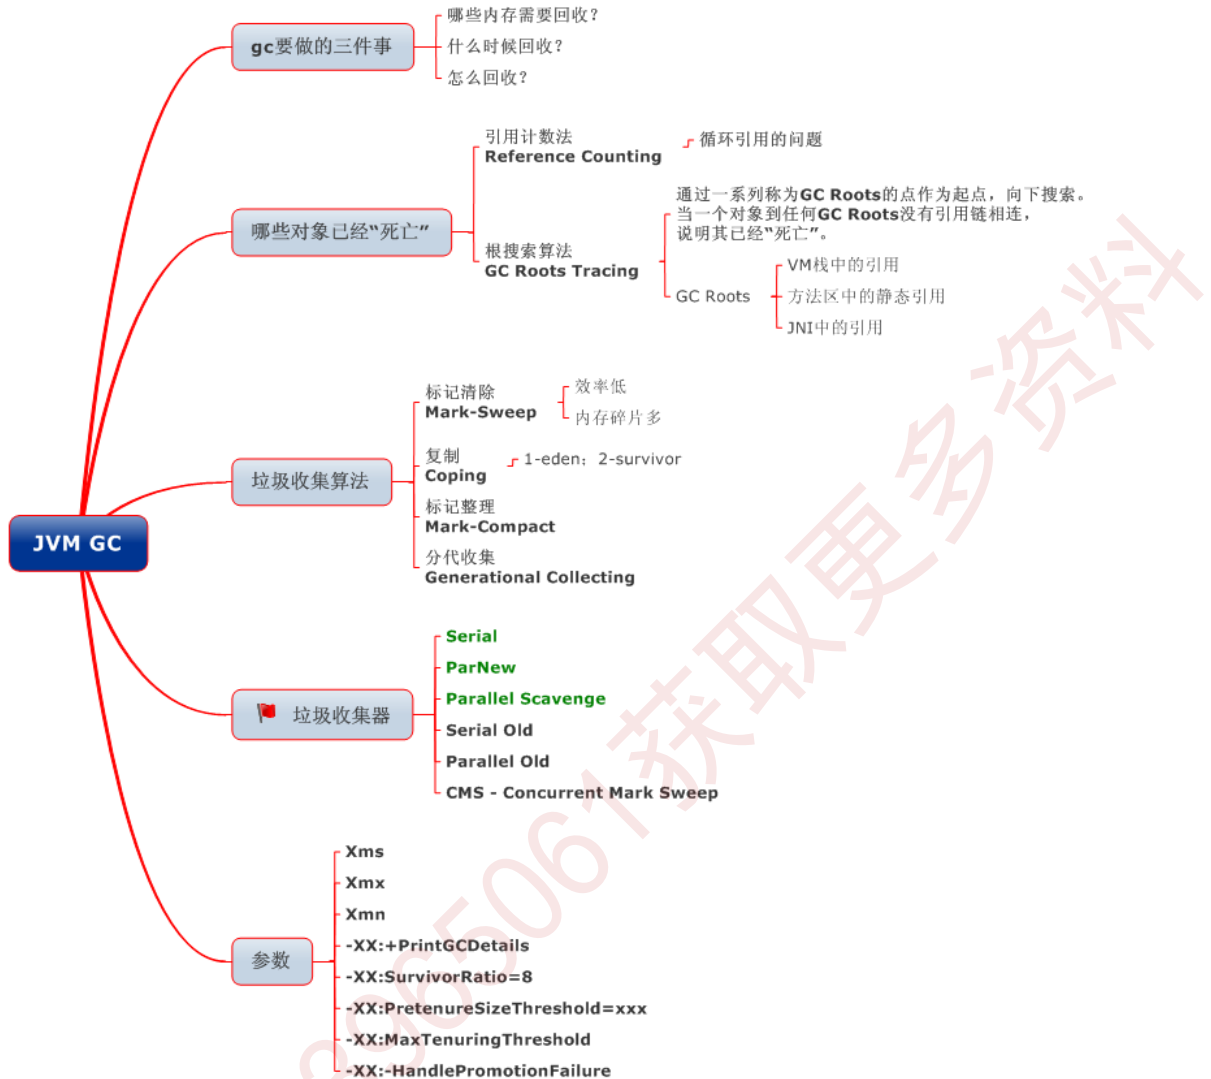 JVM GC
gc要做的三件事
哪些内存需要回收？
什么时候回收？
怎么回收？
哪些对象已经“死亡”
引用计数法
Reference Counting
循环引用的问题
根搜索算法
GC Roots Tracing
通过一系列称为GC Roots的点作为起点，向下搜索。
当一个对象到任何GC Roots没有引用链相连，
说明其已经“死亡”。
GC Roots
VM栈中的引用
方法区中的静态引用
JNI中的引用
垃圾收集算法
标记清除
Mark-Sweep
效率低
内存碎片多
复制
Coping
1-eden；2-survivor
标记整理
Mark-Compact
分代收集
Generational Collecting
垃圾收集器
Serial
ParNew
Parallel Scavenge
Serial Old
Parallel Old
CMS - Concurrent Mark Sweep
参数
Xms
Xmx
Xmn
-XX:+PrintGCDetails
-XX:SurvivorRatio=8
-XX:PretenureSizeThreshold=xxx
-XX:MaxTenuringThreshold
-XX:-HandlePromotionFailure
3965061获取更多资料